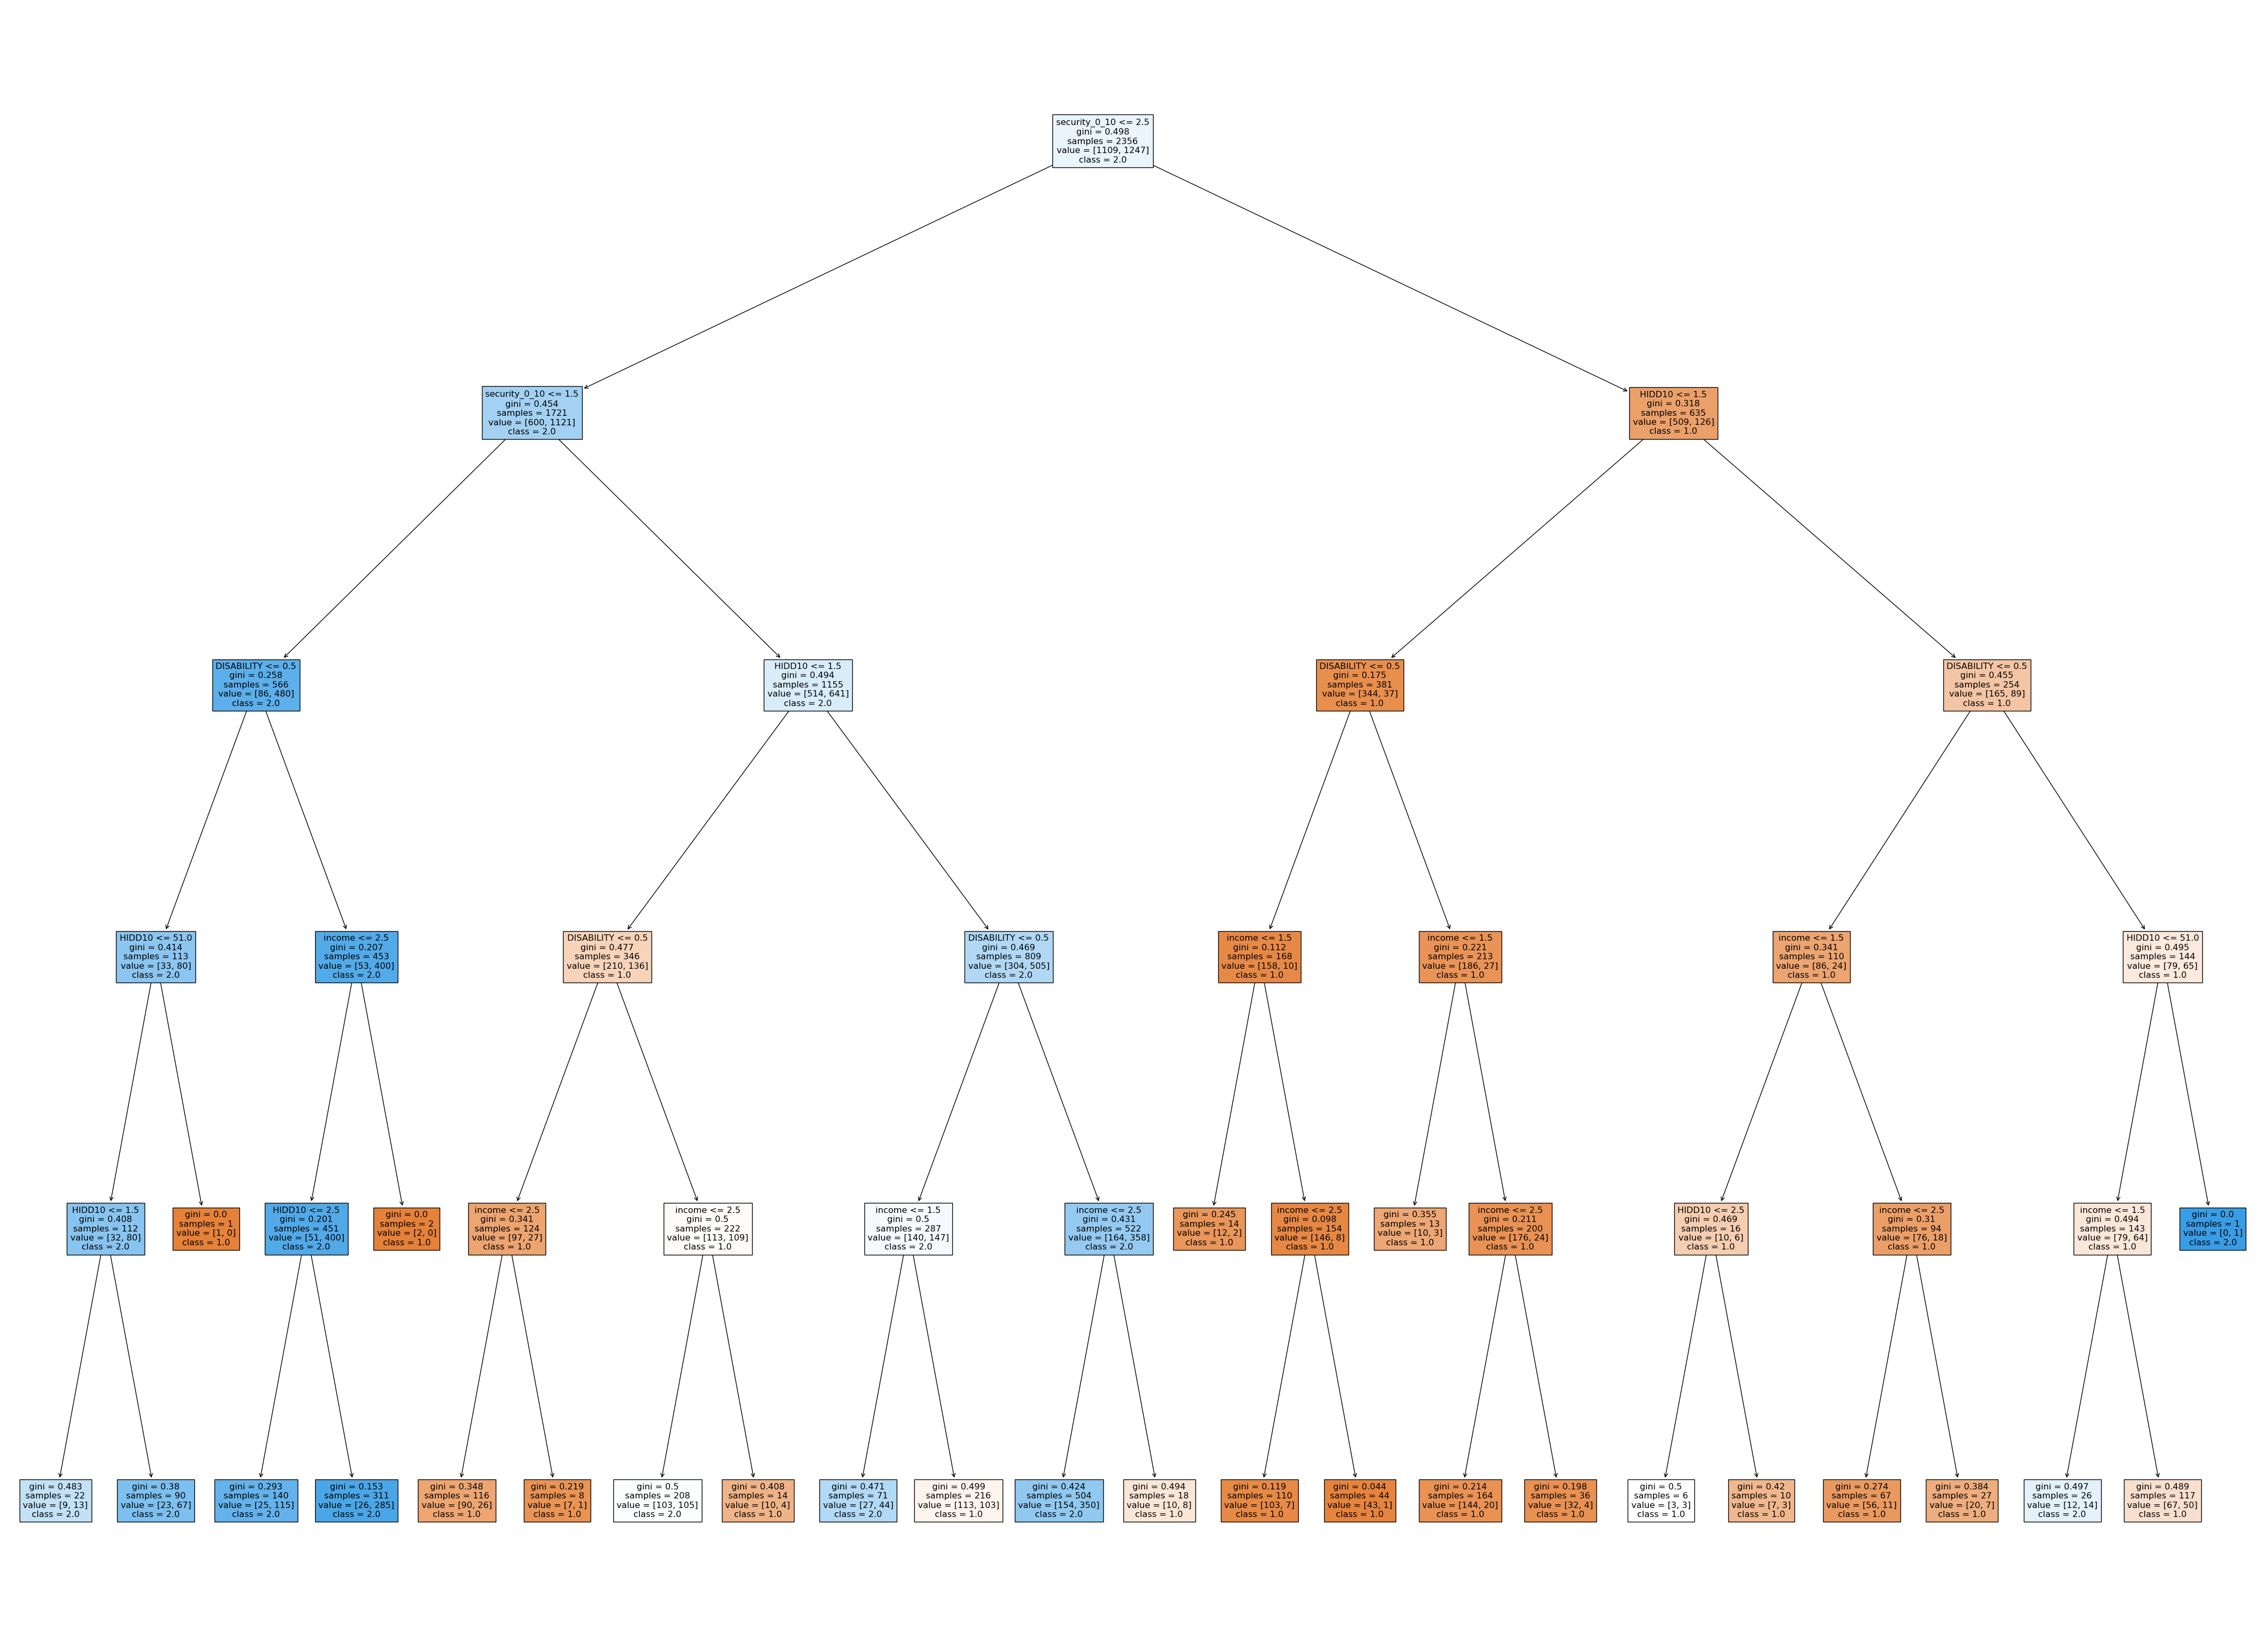 security_0_10 <= 2.5
gini = 0.498
samples = 2356
value = [1109, 1247]
class = 2.0
security_0_10 <= 1.5
gini = 0.454
samples = 1721
value = [600, 1121]
class = 2.0
HIDD10 <= 1.5
gini = 0.318
samples = 635
value = [509, 126]
class = 1.0
DISABILITY <= 0.5
gini = 0.258
samples = 566
value = [86, 480]
class = 2.0
HIDD10 <= 1.5
gini = 0.494
samples = 1155
value = [514, 641]
class = 2.0
DISABILITY <= 0.5
gini = 0.175
samples = 381
value = [344, 37]
class = 1.0
DISABILITY <= 0.5
gini = 0.455
samples = 254
value = [165, 89]
class = 1.0
HIDD10 <= 51.0
gini = 0.414
samples = 113
value = [33, 80]
class = 2.0
income <= 2.5
gini = 0.207
samples = 453
value = [53, 400]
class = 2.0
DISABILITY <= 0.5
gini = 0.477
samples = 346
value = [210, 136]
class = 1.0
DISABILITY <= 0.5
gini = 0.469
samples = 809
value = [304, 505]
class = 2.0
income <= 1.5
gini = 0.112
samples = 168
value = [158, 10]
class = 1.0
income <= 1.5
gini = 0.221
samples = 213
value = [186, 27]
class = 1.0
income <= 1.5
gini = 0.341
samples = 110
value = [86, 24]
class = 1.0
HIDD10 <= 51.0
gini = 0.495
samples = 144
value = [79, 65]
class = 1.0
HIDD10 <= 1.5
gini = 0.408
samples = 112
value = [32, 80]
class = 2.0
gini = 0.0
samples = 1
value = [1, 0]
class = 1.0
HIDD10 <= 2.5
gini = 0.201
samples = 451
value = [51, 400]
class = 2.0
gini = 0.0
samples = 2
value = [2, 0]
class = 1.0
income <= 2.5
gini = 0.341
samples = 124
value = [97, 27]
class = 1.0
income <= 2.5
gini = 0.5
samples = 222
value = [113, 109]
class = 1.0
income <= 1.5
gini = 0.5
samples = 287
value = [140, 147]
class = 2.0
income <= 2.5
gini = 0.431
samples = 522
value = [164, 358]
class = 2.0
gini = 0.245
samples = 14
value = [12, 2]
class = 1.0
income <= 2.5
gini = 0.098
samples = 154
value = [146, 8]
class = 1.0
gini = 0.355
samples = 13
value = [10, 3]
class = 1.0
income <= 2.5
gini = 0.211
samples = 200
value = [176, 24]
class = 1.0
HIDD10 <= 2.5
gini = 0.469
samples = 16
value = [10, 6]
class = 1.0
income <= 2.5
gini = 0.31
samples = 94
value = [76, 18]
class = 1.0
income <= 1.5
gini = 0.494
samples = 143
value = [79, 64]
class = 1.0
gini = 0.0
samples = 1
value = [0, 1]
class = 2.0
gini = 0.483
samples = 22
value = [9, 13]
class = 2.0
gini = 0.38
samples = 90
value = [23, 67]
class = 2.0
gini = 0.293
samples = 140
value = [25, 115]
class = 2.0
gini = 0.153
samples = 311
value = [26, 285]
class = 2.0
gini = 0.348
samples = 116
value = [90, 26]
class = 1.0
gini = 0.219
samples = 8
value = [7, 1]
class = 1.0
gini = 0.5
samples = 208
value = [103, 105]
class = 2.0
gini = 0.408
samples = 14
value = [10, 4]
class = 1.0
gini = 0.471
samples = 71
value = [27, 44]
class = 2.0
gini = 0.499
samples = 216
value = [113, 103]
class = 1.0
gini = 0.424
samples = 504
value = [154, 350]
class = 2.0
gini = 0.494
samples = 18
value = [10, 8]
class = 1.0
gini = 0.119
samples = 110
value = [103, 7]
class = 1.0
gini = 0.044
samples = 44
value = [43, 1]
class = 1.0
gini = 0.214
samples = 164
value = [144, 20]
class = 1.0
gini = 0.198
samples = 36
value = [32, 4]
class = 1.0
gini = 0.5
samples = 6
value = [3, 3]
class = 1.0
gini = 0.42
samples = 10
value = [7, 3]
class = 1.0
gini = 0.274
samples = 67
value = [56, 11]
class = 1.0
gini = 0.384
samples = 27
value = [20, 7]
class = 1.0
gini = 0.497
samples = 26
value = [12, 14]
class = 2.0
gini = 0.489
samples = 117
value = [67, 50]
class = 1.0